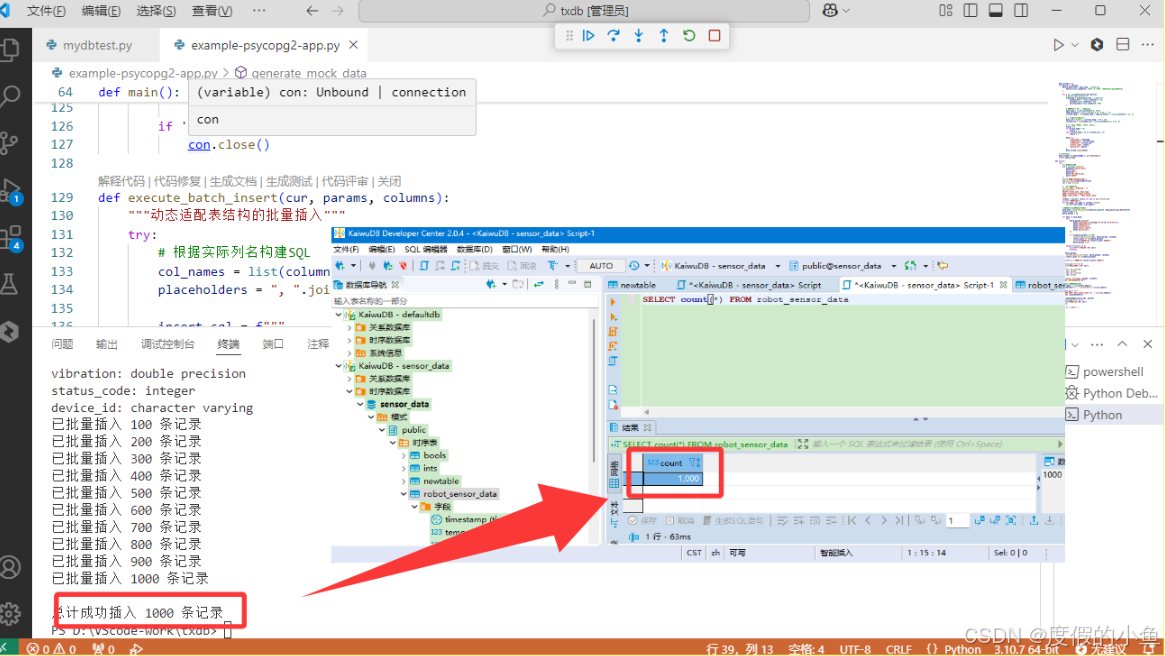 文件(F) 编辑(E) 选择(S) 查看(V) ··· txdb [管理员]
mydbtest.py example-psycopg2-app.py
example-psycopg2-app.py > generate_mock_data
64 def main():
(variable) con: Unbound | connection
con
125
126 if '
127 con.close()
128
解释代码 | 代码修复 | 生成文档 | 生成测试 | 代码评审 | 关闭
129 def execute_batch_insert(cur, params, columns):
130 """动态适配表结构的批量插入"""
131 try:
132 # 根据实际列名构建SQL
133 col_names = list(column
134 placeholders = ", ".joi
135
136 insert_sql = f"""
问题 输出 调试控制台 终端 端口 注释
vibration: double precision
status_code: integer
device_id: character varying
已批量插入 100 条记录
已批量插入 200 条记录
已批量插入 300 条记录
已批量插入 400 条记录
已批量插入 500 条记录
已批量插入 600 条记录
已批量插入 700 条记录
已批量插入 800 条记录
已批量插入 900 条记录
已批量插入 1000 条记录
总计成功插入 1000 条记录
PS D:\VScode-Work\txdb>
powershell
Python Deb...
Python
KaiwuDB Developer Center 2.0.4 - <KaiwuDB - sensor_data> Script-1
文件(F) 编辑(E) SQL 编辑器 数据库(D) 窗口(W) 帮助(H)
提交 回滚 AUTO KaiwuDB - sensor_data public@sensor_data
数据库导航
输入表名称的一部分
KaiwuDB - defaultdb
关系数据库
时序数据库
系统信息
KaiwuDB - sensor_data
关系数据库
时序数据库
sensor_data
模式
public
时序表
bools
ints
newtable
robot_sensor_data
字段
timestamp (ti
123 temp
newtable *<KaiwuDB - sensor_data> Script *<KaiwuDB - sensor_data> Script-1 robot_ser
SELECT count(*) FROM robot_sensor_data
结果
SELECT count(*) FROM robot_sensor_data 输入一个 SQL 表达式来过滤结果 (使用 Ctrl+Space)
123 count
1,000
1000
保存 取消 生成SQL语句 1
1 行 - 63ms
CST zh 可写 智能插入 1 : 15 : 14 Sel: 0 | 0
0 0 0 行 39，列 13 空格: 4 UTF-8 CRLF {} Python 3.10.7 64-bit 无建议
CSDN @度假的小鱼